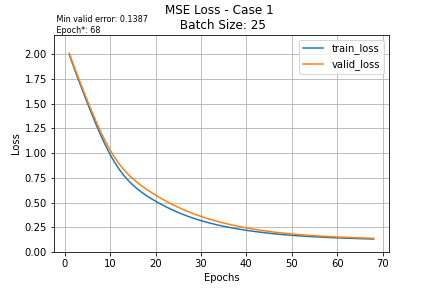 MSE Loss - Case 1
Batch Size: 25
Min valid error: 0.1387
Epoch*: 68
train_loss
valid_loss
2.00
1.75
1.50
1.25
1.00
0.75
0.50
0.25
0.00
Loss
0 10 20 30 40 50 60 70
Epochs